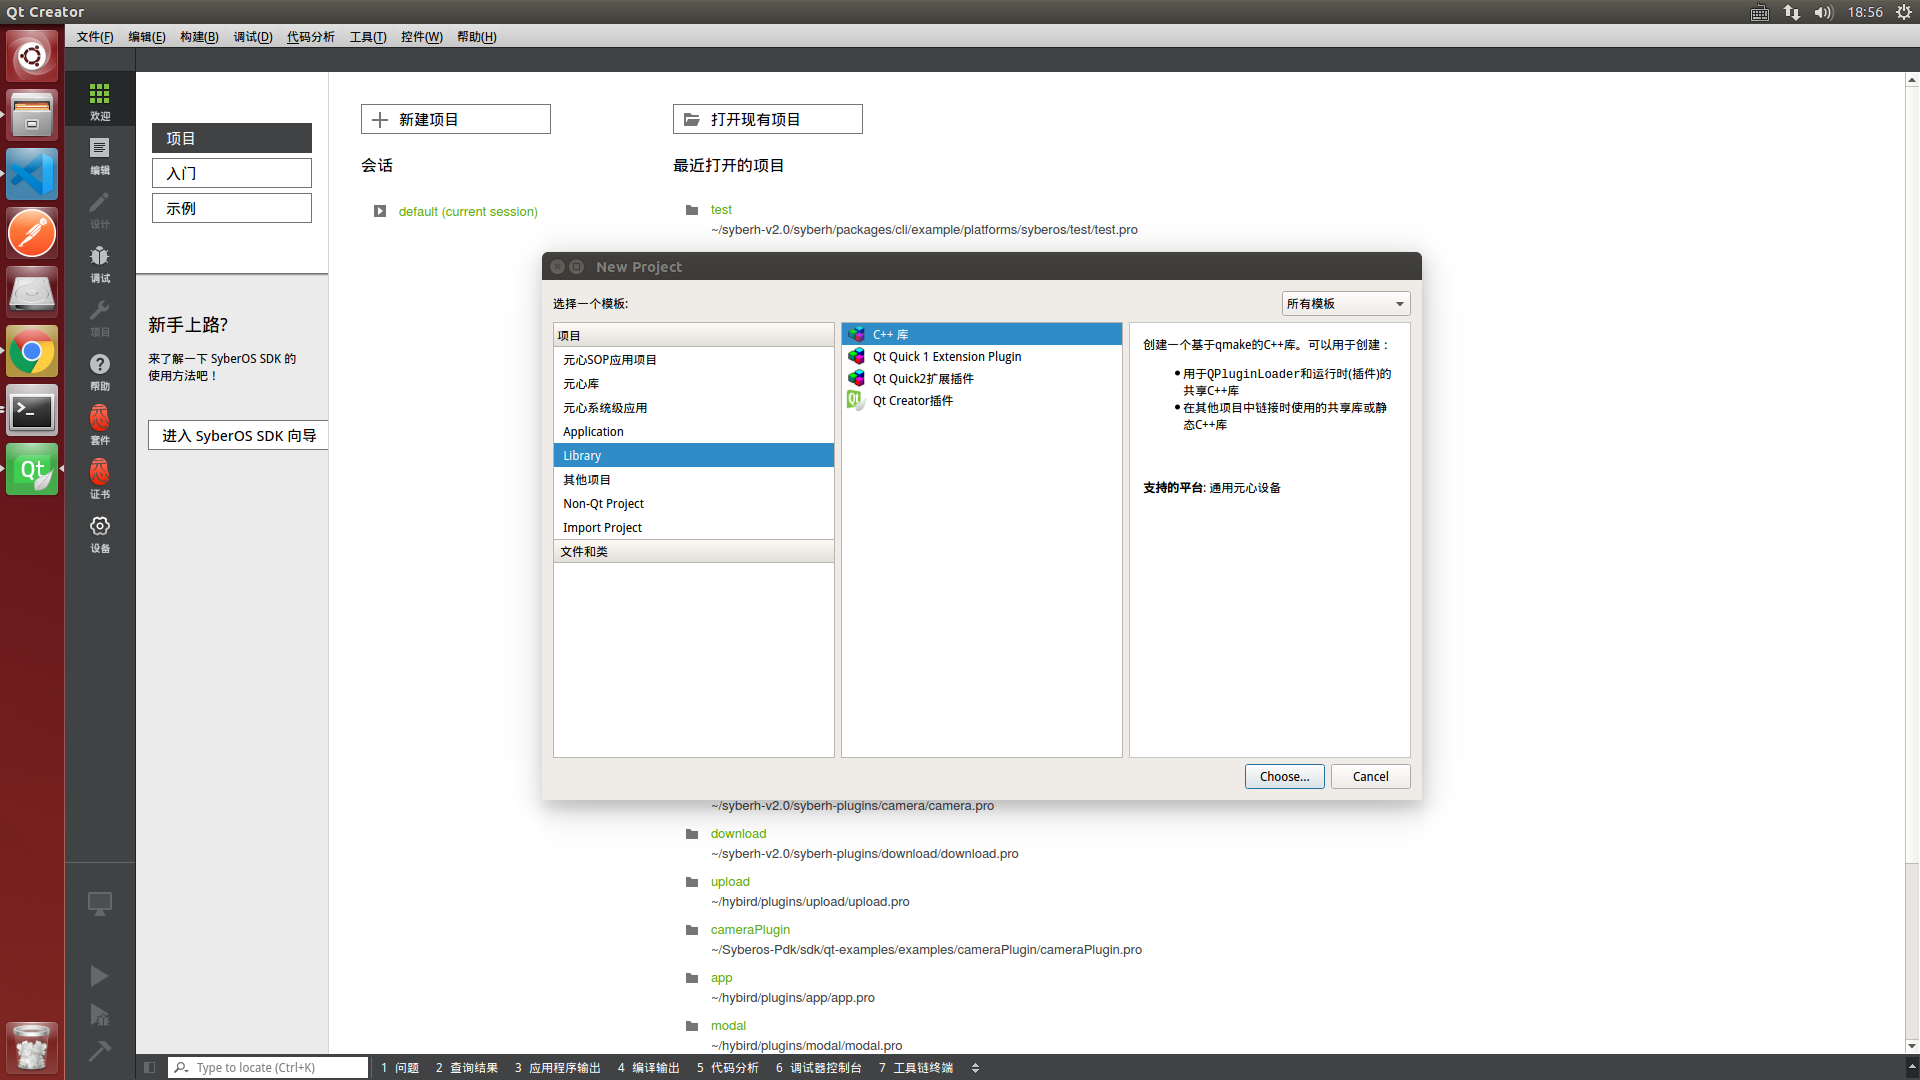 Qt Creator
18:56
文件(F) 编辑(E) 构建(B) 调试(D) 代码分析 工具(T) 控件(W) 帮助(H)
欢迎
编辑
设计
调试
项目
帮助
套件
证书
设备
项目
入门
示例
新手上路?
来了解一下 SyberOS SDK 的
使用方法吧！
进入 SyberOS SDK 向导
新建项目
打开现有项目
会话
最近打开的项目
default (current session)
test
~/syberh-v2.0/syberh/packages/cli/example/platforms/syberos/test/test.pro
New Project
选择一个模板:
所有模板
项目
元心SOP应用项目
元心库
元心系统级应用
Application
Library
其他项目
Non-Qt Project
Import Project
文件和类
C++ 库
Qt Quick 1 Extension Plugin
Qt Quick2扩展插件
Qt Creator插件
创建一个基于qmake的C++库。可以用于创建：
●用于QPluginLoader和运行时(插件)的
共享C++库
●在其他项目中链接时使用的共享库或静
态C++库
支持的平台: 通用元心设备
Choose...
Cancel
~/syberh-v2.0/syberh-plugins/camera/camera.pro
download
~/syberh-v2.0/syberh-plugins/download/download.pro
upload
~/hybird/plugins/upload/upload.pro
cameraPlugin
~/Syberos-Pdk/sdk/qt-examples/examples/cameraPlugin/cameraPlugin.pro
app
~/hybird/plugins/app/app.pro
modal
~/hybird/plugins/modal/modal.pro
Type to locate (Ctrl+K)
1 问题 2 查询结果 3 应用程序输出 4 编译输出 5 代码分析 6 调试器控制台 7 工具链终端